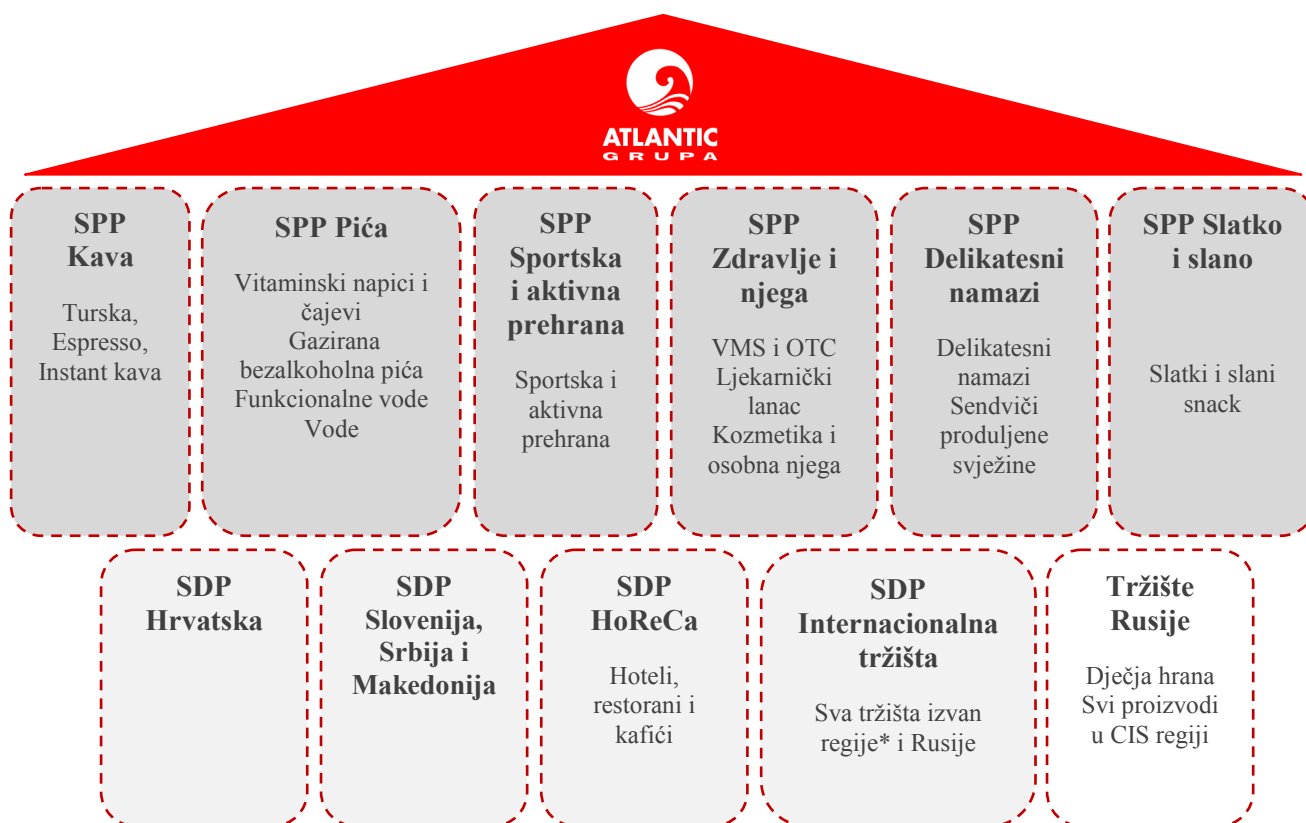 ATLANTIC
GRUPA
SPP
Kava
Turska,
Espresso,
Instant kava
SPP Pića
Vitaminski napici i
čajevi
Gazirana
bezalkoholna pića
Funkcionalne vode
Vode
SPP
Sportska
i aktivna
prehrana
Sportska i
aktivna
prehrana
SPP
Zdravlje i
njega
VMS i OTC
Ljekarnički
lanac
Kozmetika i
osobna njega
SPP
Delikatesni
namazi
Delikatesni
namazi
Sendviči
produljene
svježine
SPP Slatko
i slano
Slatki i slani
snack
SDP
Hrvatska
SDP
Slovenija,
Srbija i
Makedonija
SDP
HoReCa
Hoteli,
restorani i
kafići
SDP
Internacionalna
tržišta
Sva tržišta izvan
regije* i Rusije
Tržište
Rusije
Dječja hrana
Svi proizvodi
u CIS regiji